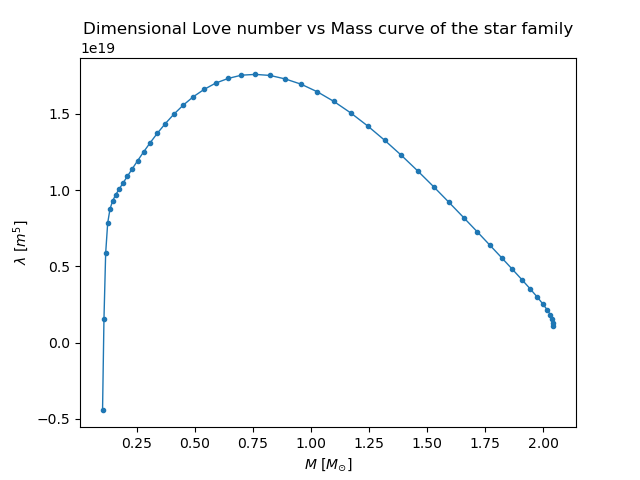 Dimensional Love number vs Mass curve of the star family
1e19
1.5
1.0
0.5
0.0
−0.5
λ [m⁵]
0.25 0.50 0.75 1.00 1.25 1.50 1.75 2.00
M [M☉]